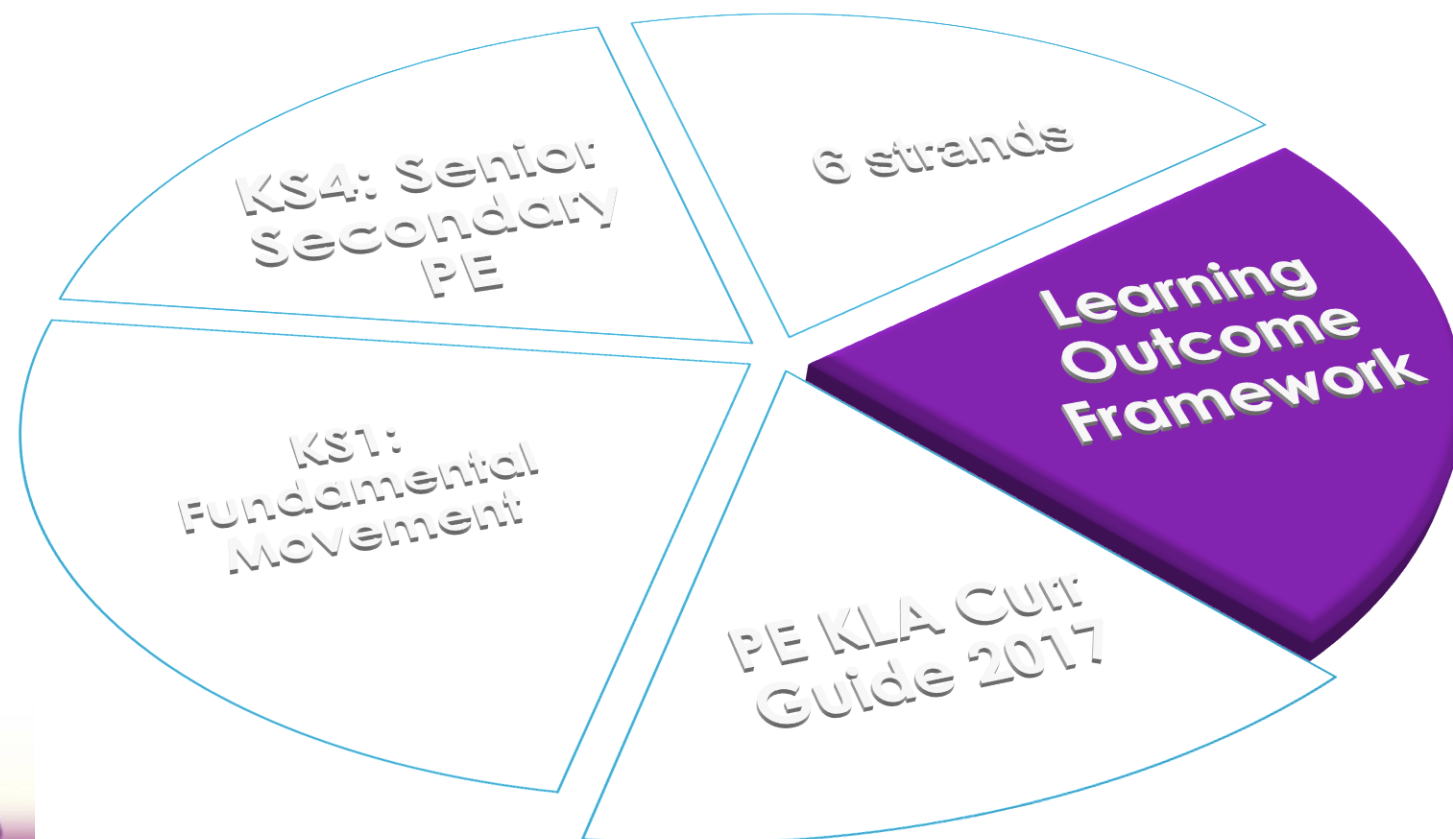 KS4: Senior
Secondary
PE
6 strands
Learning
Outcome
Framework
KS1:
Fundamental
Movement
PE KLA Curr
Guide 2017